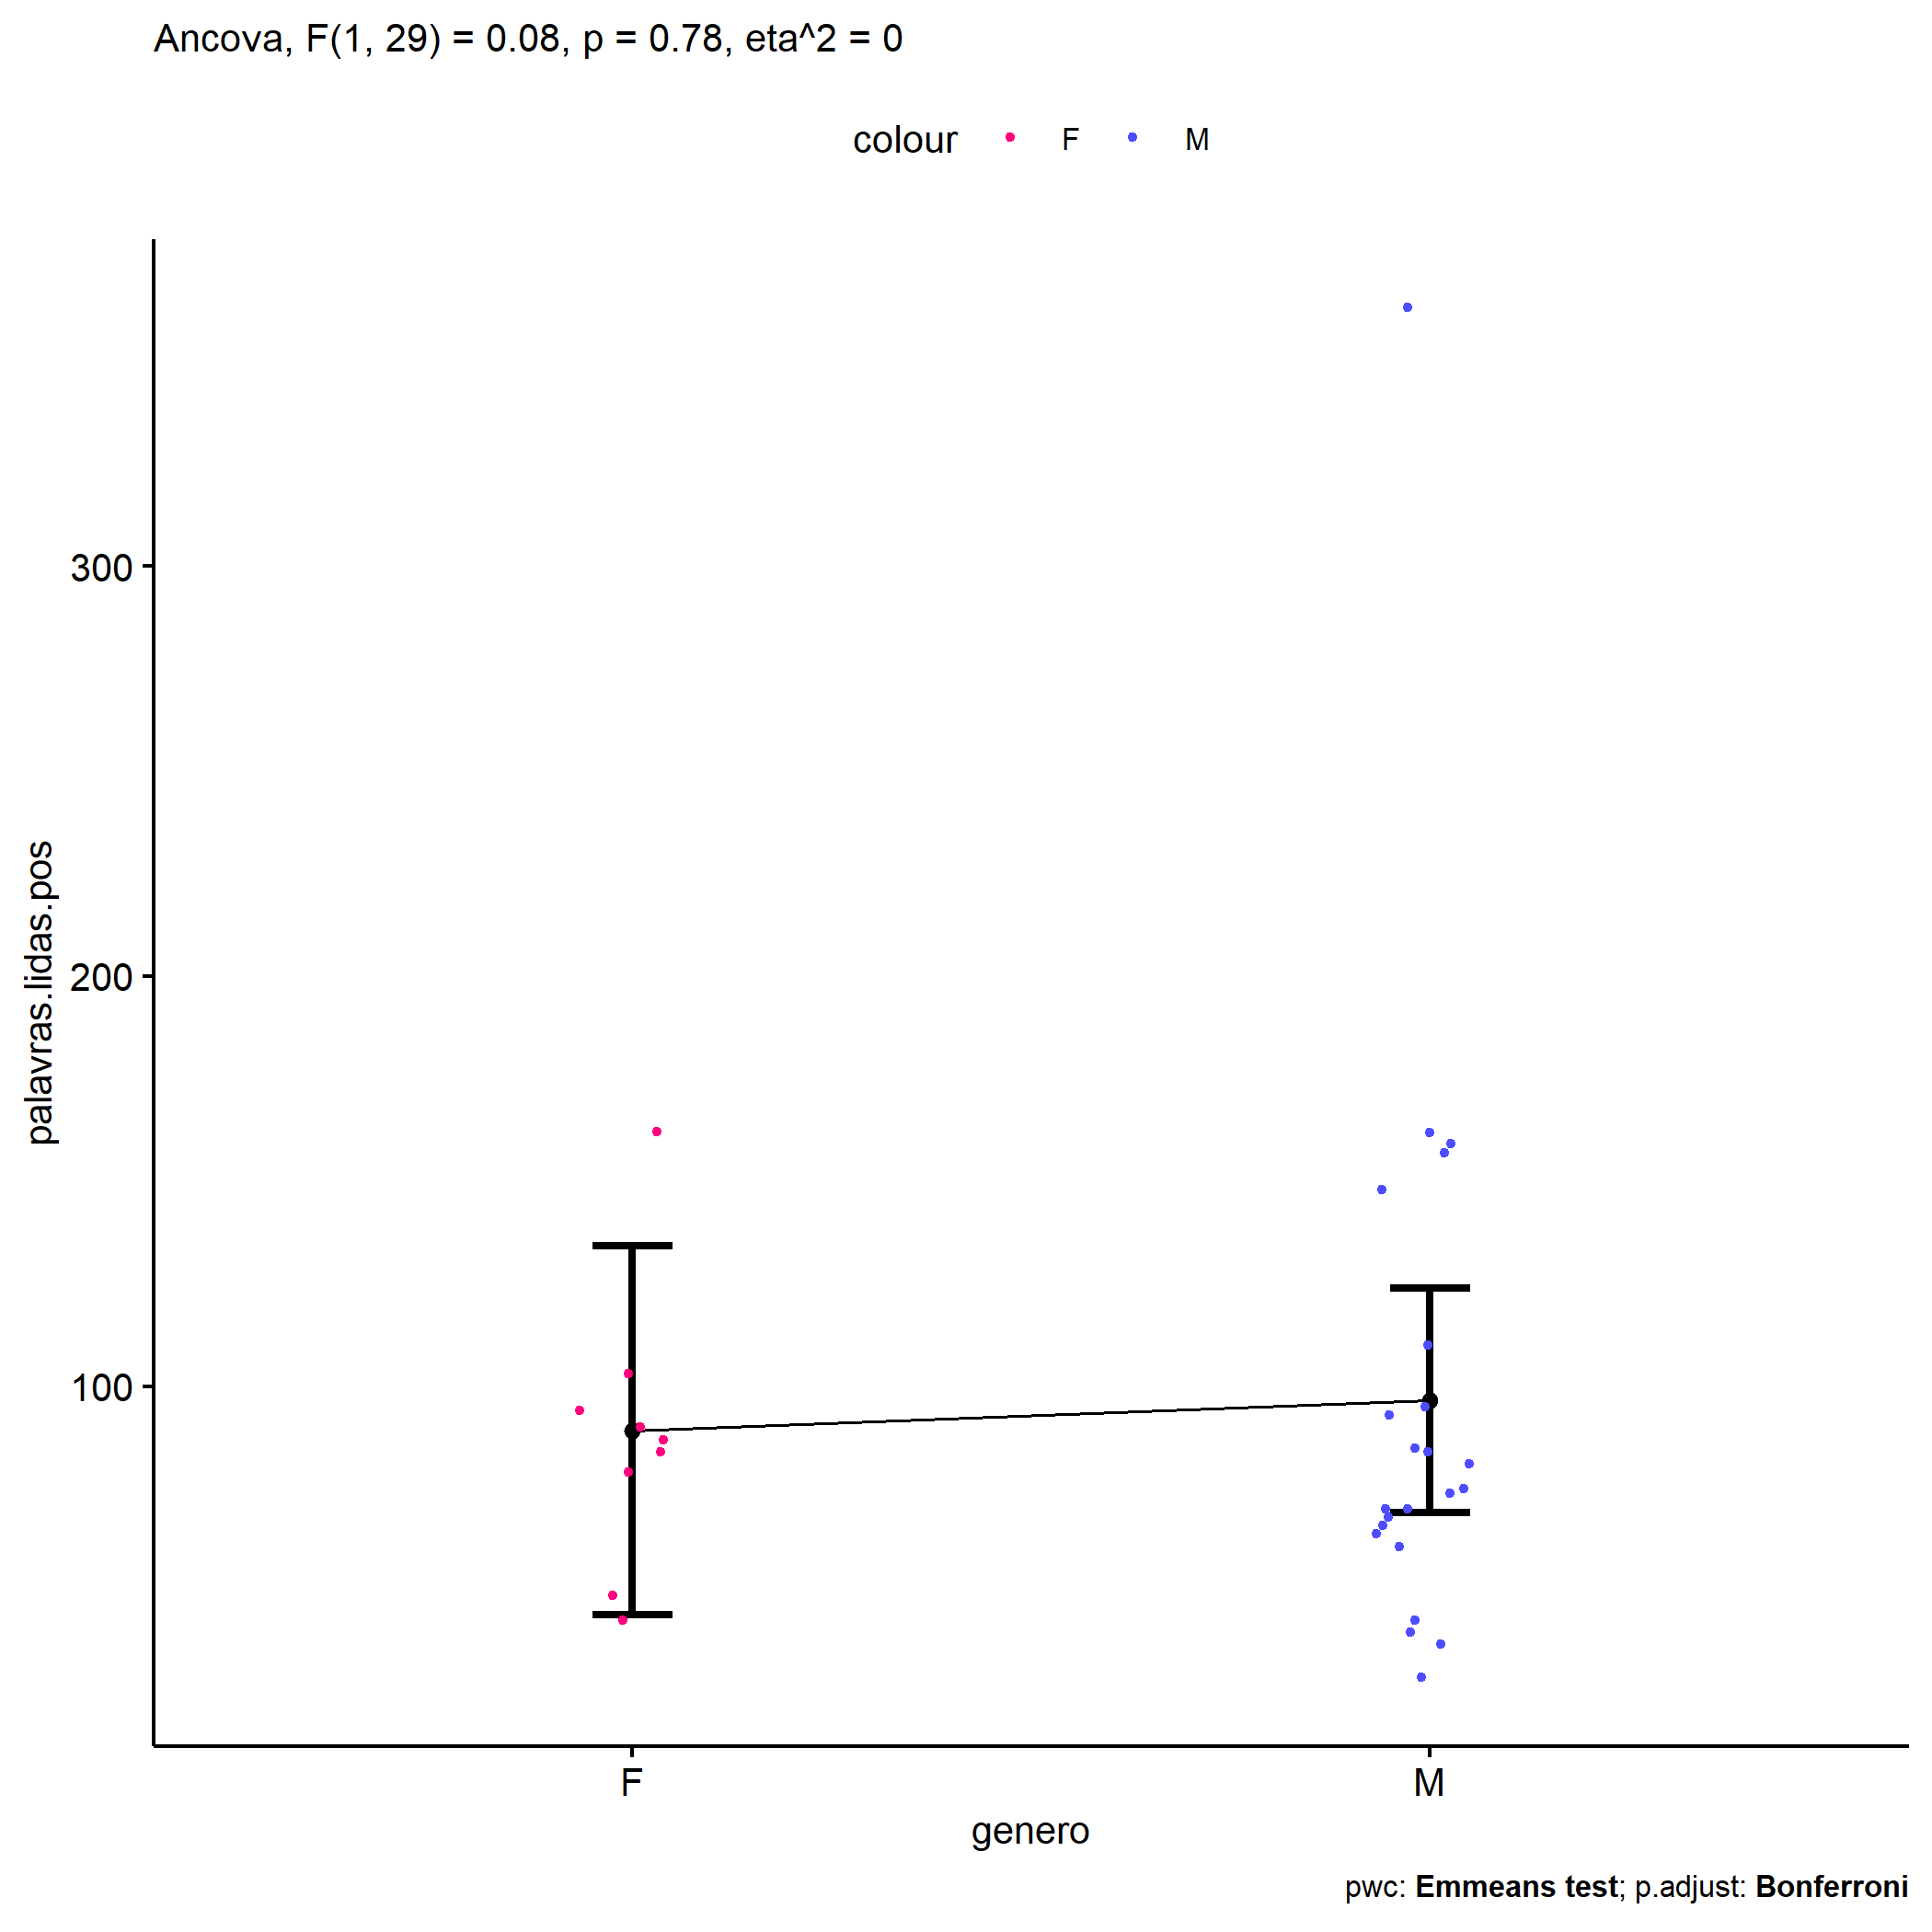 Ancova, F(1, 29) = 0.08, p = 0.78, eta^2 = 0
colour F M
palavras.lidas.pos
300
200
100
F M
genero
pwc: Emmeans test; p.adjust: Bonferroni